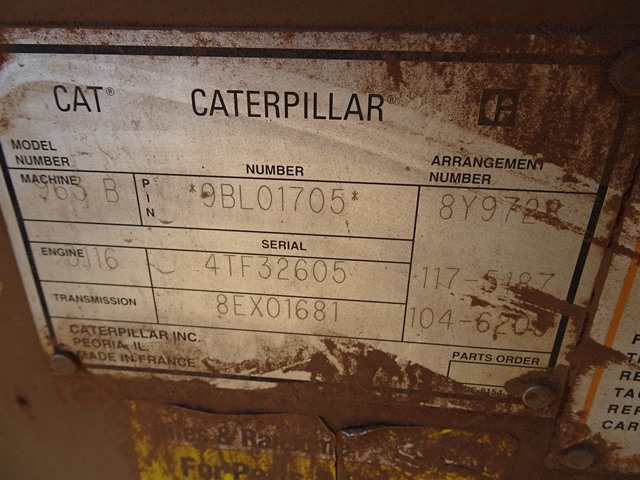 CAT® CATERPILLAR®
MODEL NUMBER
NUMBER
ARRANGEMENT NUMBER
MACHINE
963 B
PIN
*9BL01705*
8Y9728
SERIAL
ENGINE
3116
4TF32605
117-5187
TRANSMISSION
8EX01681
CATERPILLAR INC.
PEORIA, IL.
MADE IN FRANCE
PARTS ORDER
For